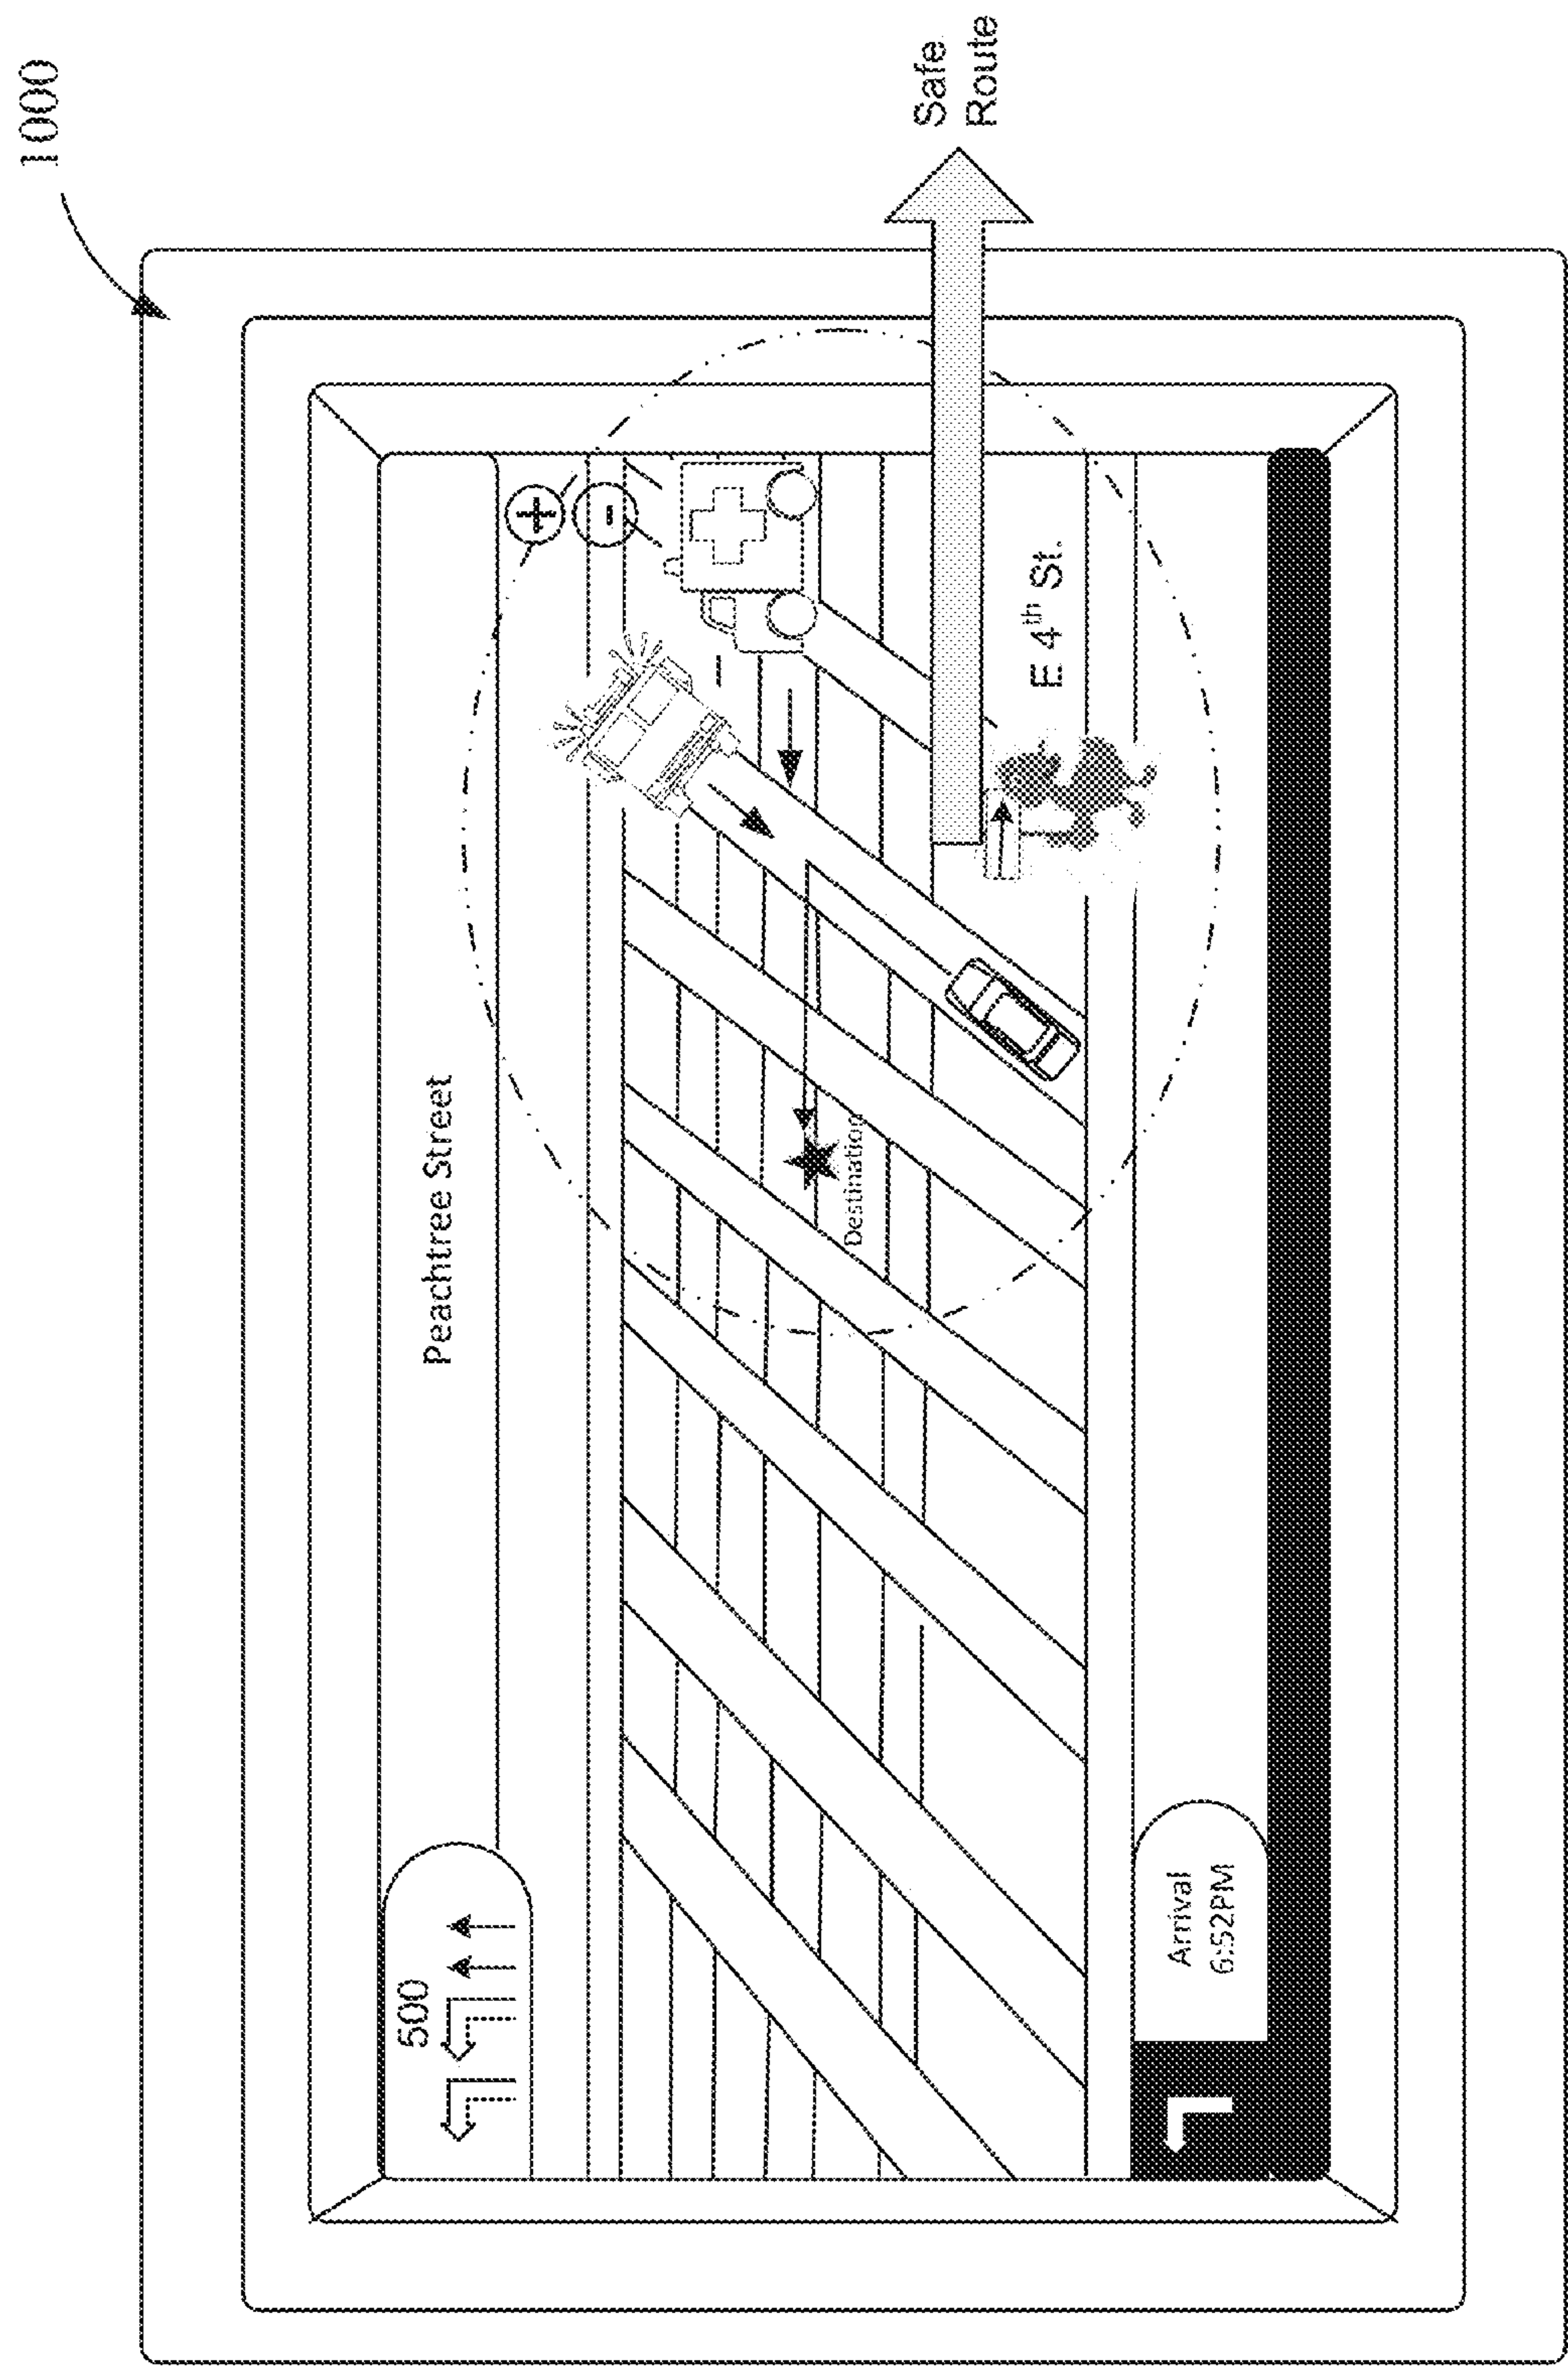 1000
Peachtree Street
500
+
-
Safe
Route
E 4th St.
Destination
Arrival
6:52PM